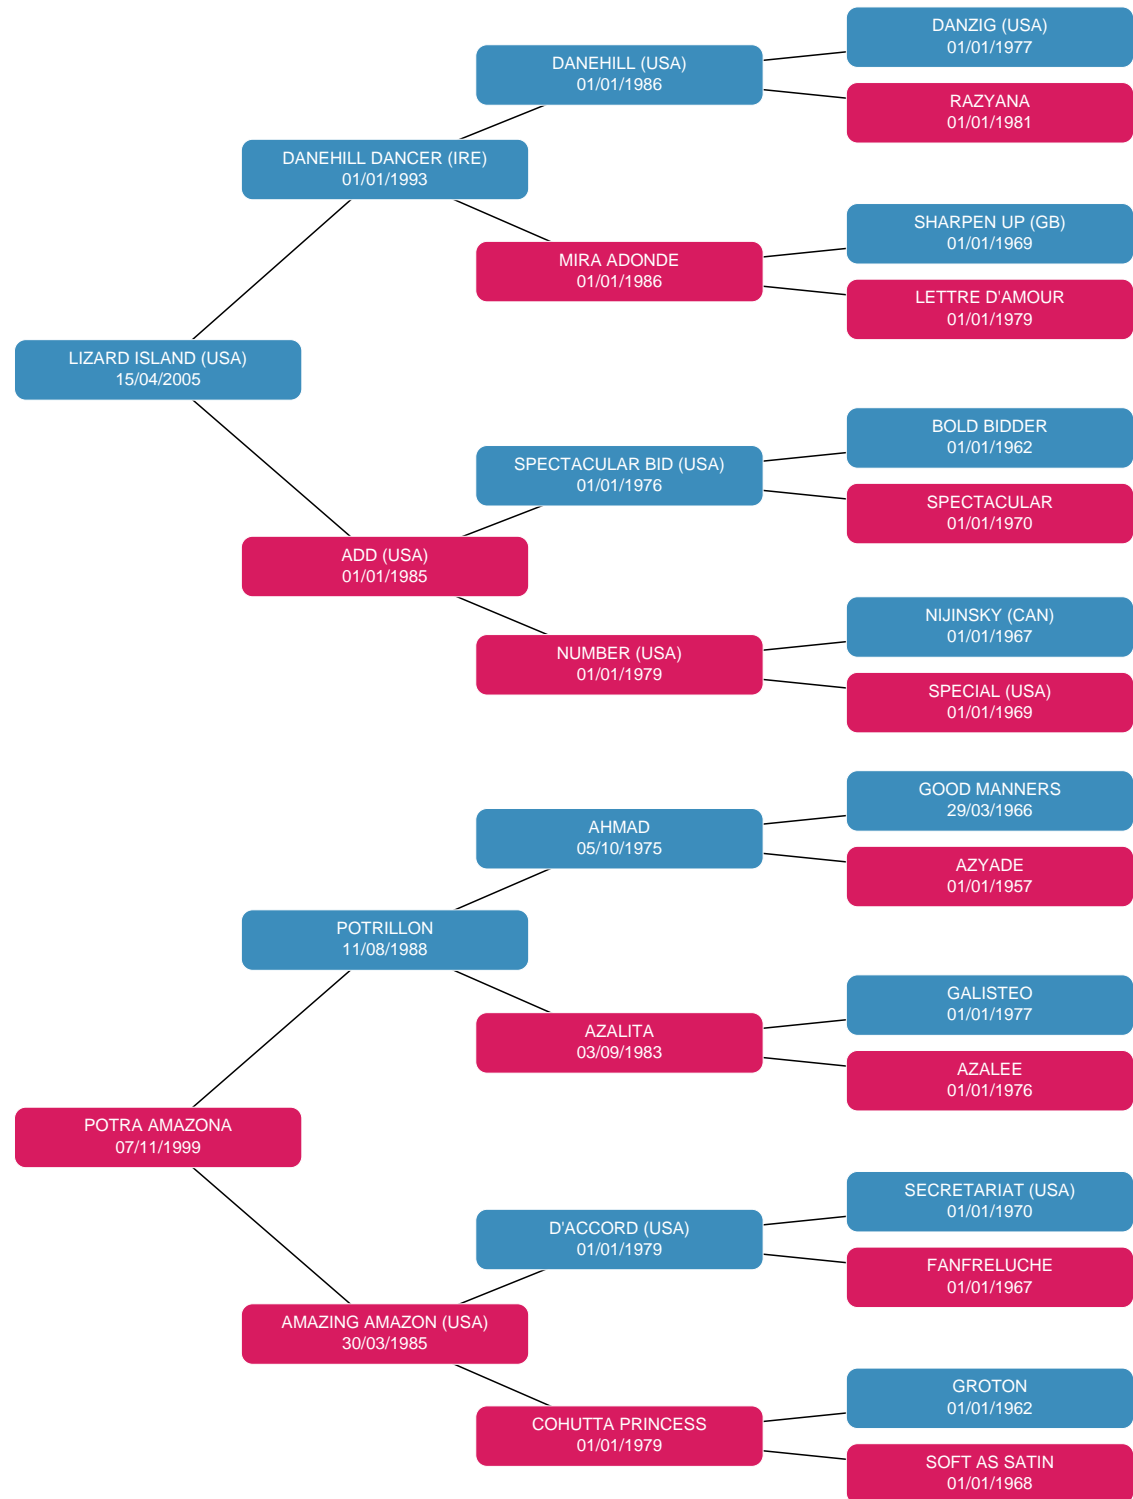 DANZIG (USA)
01/01/1977
DANEHILL (USA)
01/01/1986
RAZYANA
01/01/1981
DANEHILL DANCER (IRE)
01/01/1993
SHARPEN UP (GB)
01/01/1969
MIRA ADONDE
01/01/1986
LETTRE D'AMOUR
01/01/1979
LIZARD ISLAND (USA)
15/04/2005
BOLD BIDDER
01/01/1962
SPECTACULAR BID (USA)
01/01/1976
SPECTACULAR
01/01/1970
ADD (USA)
01/01/1985
NIJINSKY (CAN)
01/01/1967
NUMBER (USA)
01/01/1979
SPECIAL (USA)
01/01/1969
GOOD MANNERS
29/03/1966
AHMAD
05/10/1975
AZYADE
01/01/1957
POTRILLON
11/08/1988
GALISTEO
01/01/1977
AZALITA
03/09/1983
AZALEE
01/01/1976
POTRA AMAZONA
07/11/1999
SECRETARIAT (USA)
01/01/1970
D'ACCORD (USA)
01/01/1979
FANFRELUCHE
01/01/1967
AMAZING AMAZON (USA)
30/03/1985
GROTON
01/01/1962
COHUTTA PRINCESS
01/01/1979
SOFT AS SATIN
01/01/1968